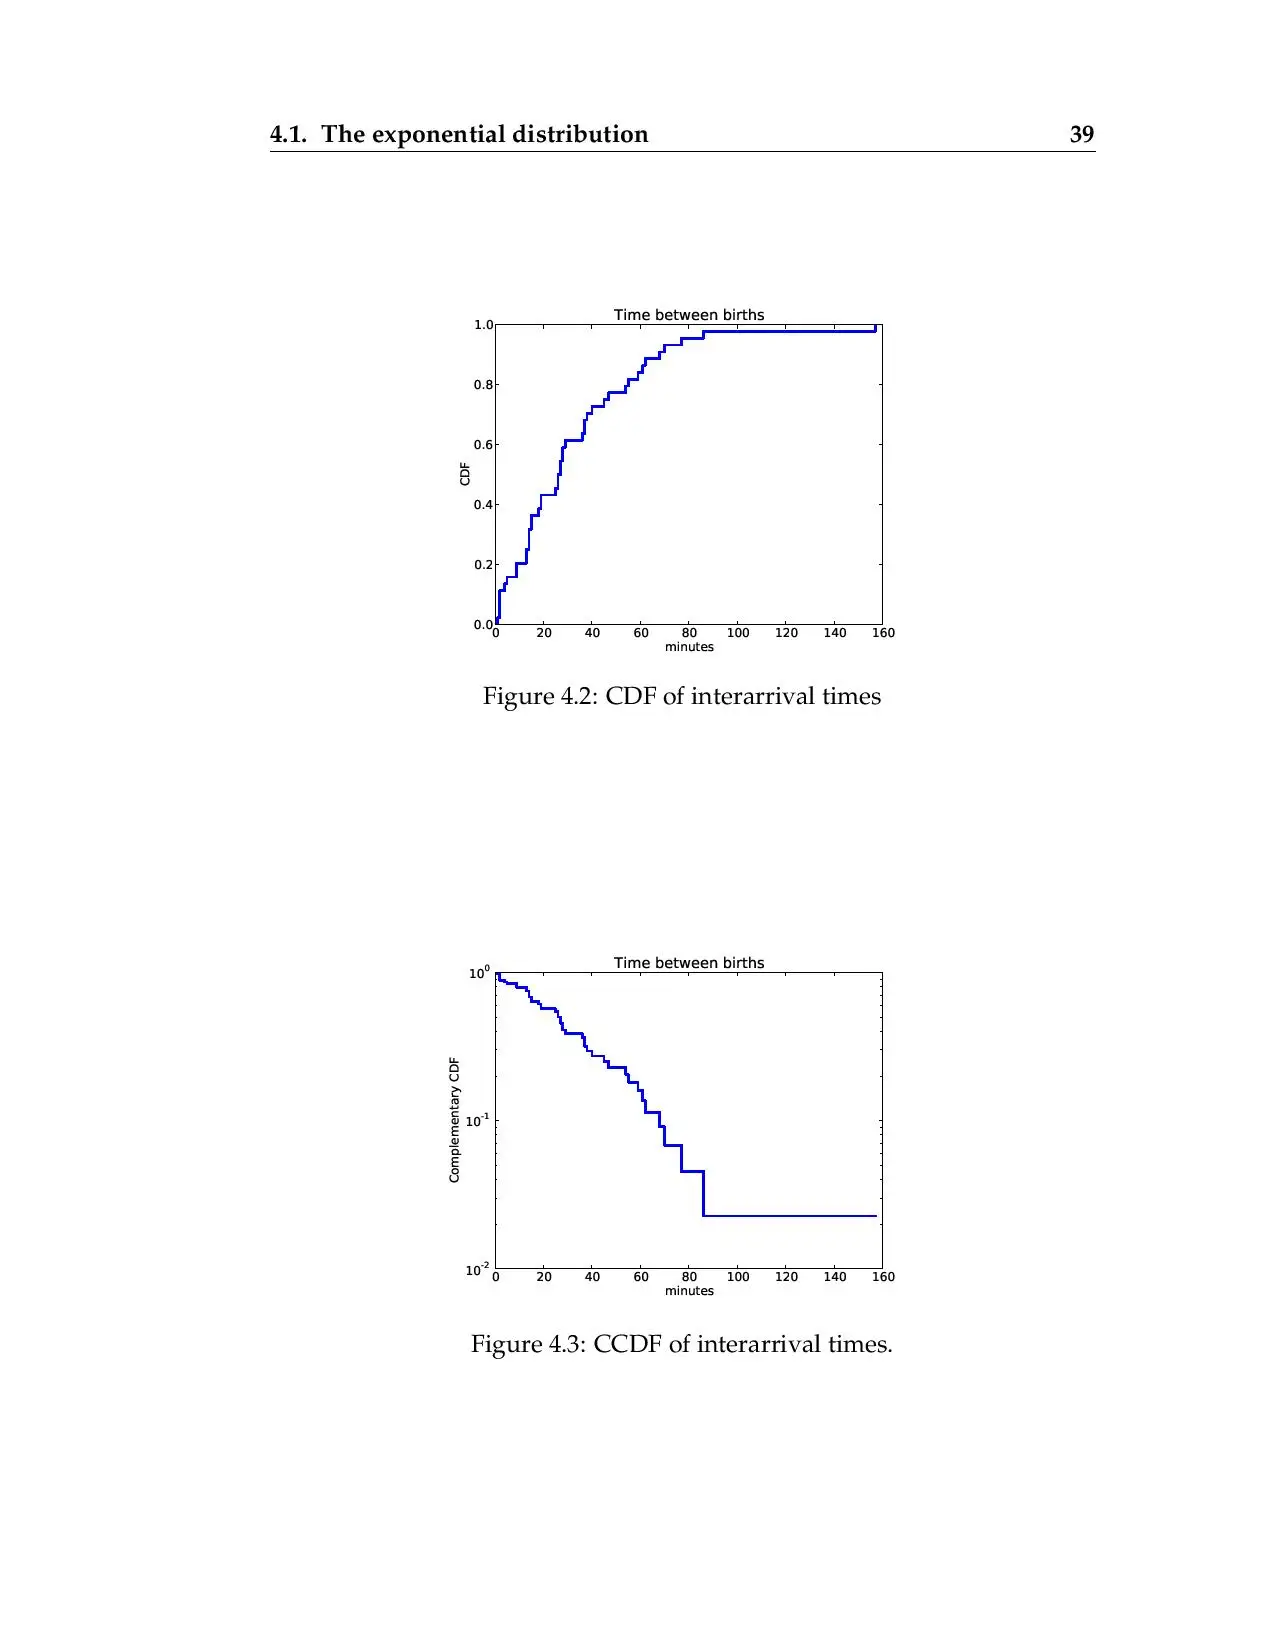 4.1. The exponential distribution 39
Time between births
1.0
0.8
0.6
0.4
0.2
0.0
CDF
0 20 40 60 80 100 120 140 160
minutes
Figure 4.2: CDF of interarrival times
Time between births
10^0
10^-1
10^-2
Complementary CDF
0 20 40 60 80 100 120 140 160
minutes
Figure 4.3: CCDF of interarrival times.